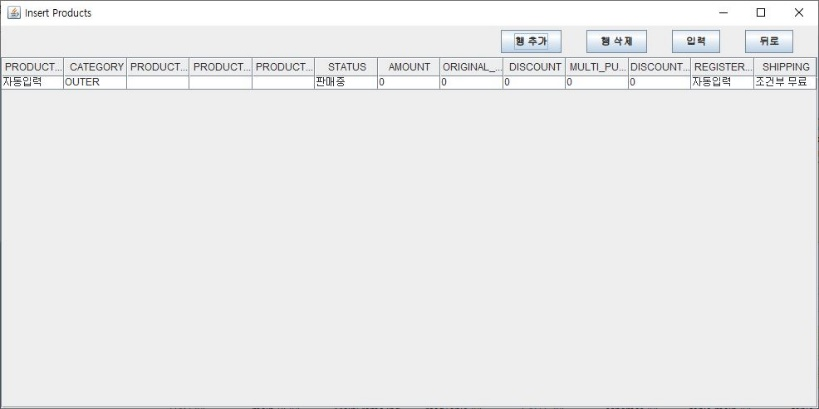 Insert Products
행 추가 행 삭제 입력 뒤로
PRODUCT... CATEGORY PRODUCT... PRODUCT... PRODUCT... STATUS AMOUNT ORIGINAL_... DISCOUNT MULTI_PU... DISCOUNT... REGISTER... SHIPPING
자동입력 OUTER 판매중 0 0 0 0 0 자동입력 조건부 무료